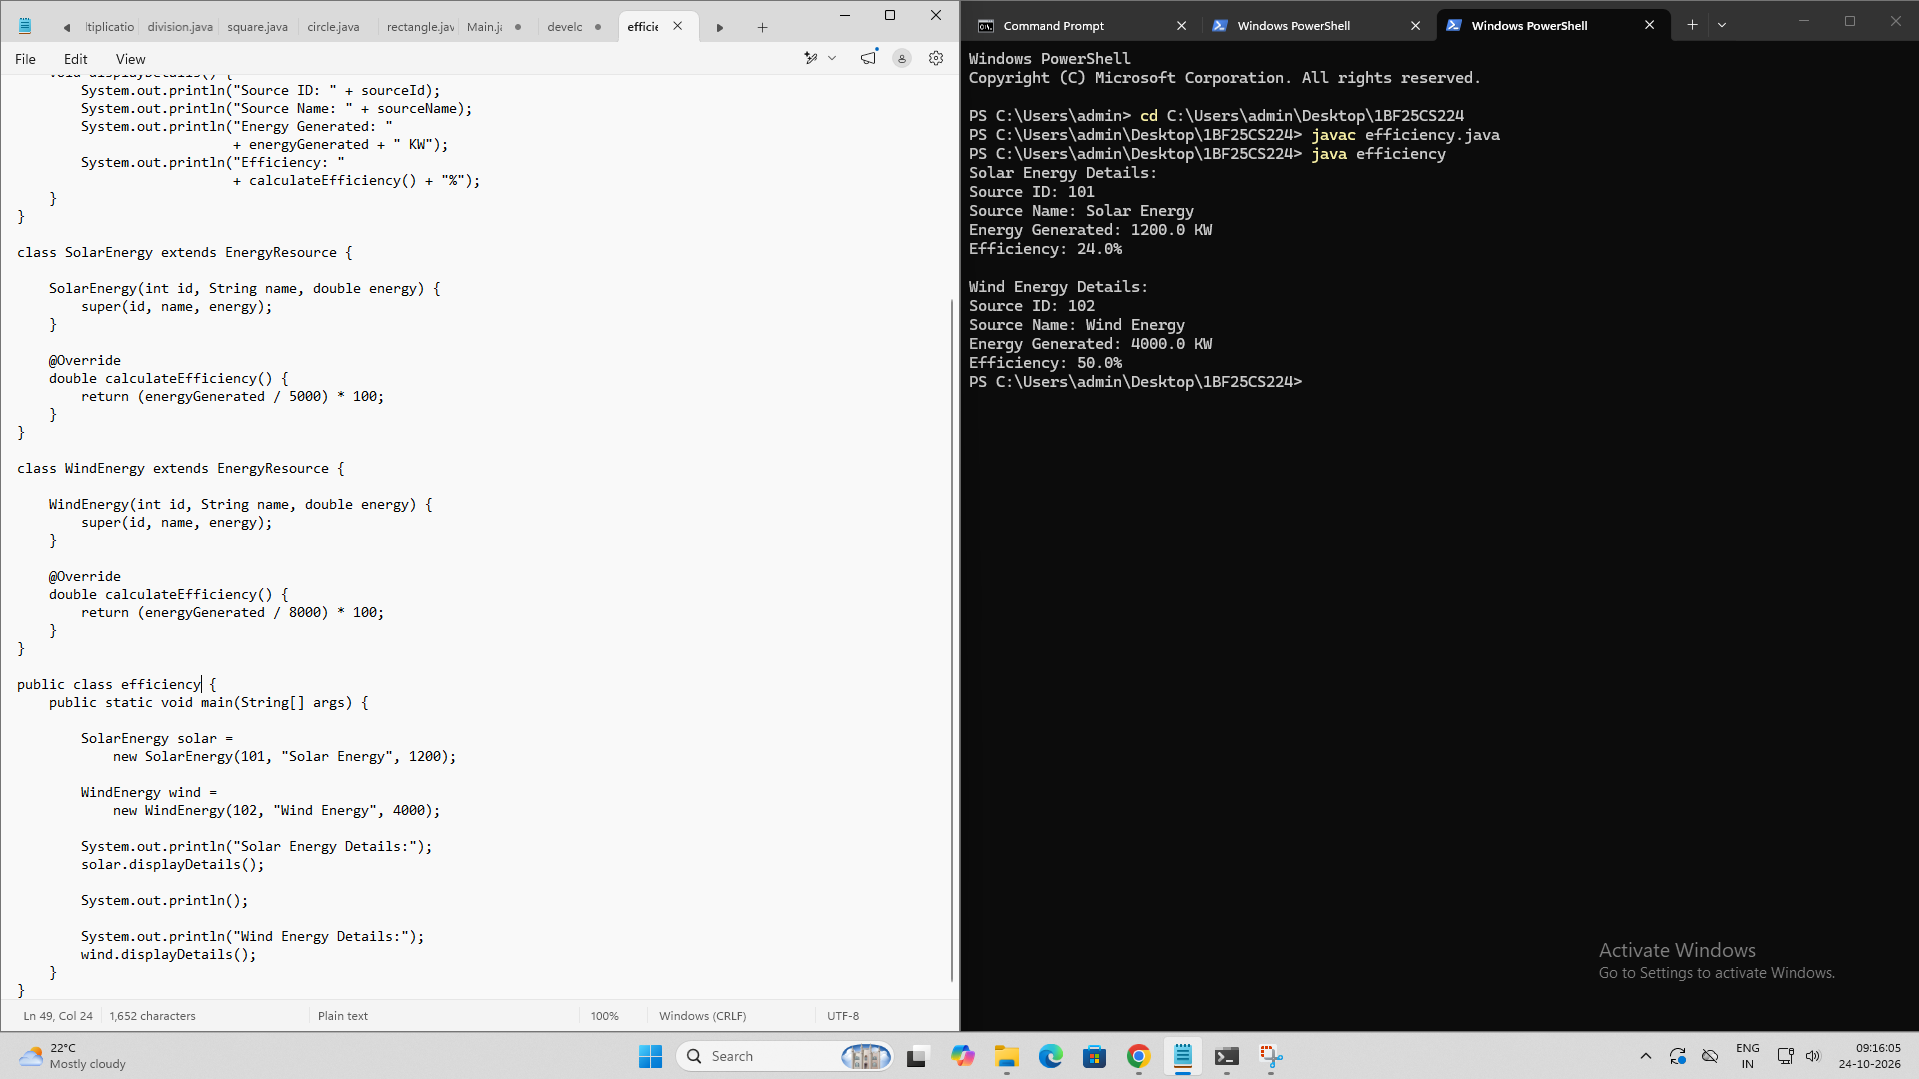 tiplicatio division.java square.java circle.java rectangle.jav Main.ja develc efficie
File Edit View
void displayDetails() {
System.out.println("Source ID: " + sourceId);
System.out.println("Source Name: " + sourceName);
System.out.println("Energy Generated: "
+ energyGenerated + " KW");
System.out.println("Efficiency: "
+ calculateEfficiency() + "%");
}
}
class SolarEnergy extends EnergyResource {
SolarEnergy(int id, String name, double energy) {
super(id, name, energy);
}
@Override
double calculateEfficiency() {
return (energyGenerated / 5000) * 100;
}
}
class WindEnergy extends EnergyResource {
WindEnergy(int id, String name, double energy) {
super(id, name, energy);
}
@Override
double calculateEfficiency() {
return (energyGenerated / 8000) * 100;
}
}
public class efficiency {
public static void main(String[] args) {
SolarEnergy solar =
new SolarEnergy(101, "Solar Energy", 1200);
WindEnergy wind =
new WindEnergy(102, "Wind Energy", 4000);
System.out.println("Solar Energy Details:");
solar.displayDetails();
System.out.println();
System.out.println("Wind Energy Details:");
wind.displayDetails();
}
}
Ln 49, Col 24 1,652 characters Plain text 100% Windows (CRLF) UTF-8
Command Prompt Windows PowerShell Windows PowerShell
Windows PowerShell
Copyright (C) Microsoft Corporation. All rights reserved.
PS C:\Users\admin> cd C:\Users\admin\Desktop\1BF25CS224
PS C:\Users\admin\Desktop\1BF25CS224> javac efficiency.java
PS C:\Users\admin\Desktop\1BF25CS224> java efficiency
Solar Energy Details:
Source ID: 101
Source Name: Solar Energy
Energy Generated: 1200.0 KW
Efficiency: 24.0%
Wind Energy Details:
Source ID: 102
Source Name: Wind Energy
Energy Generated: 4000.0 KW
Efficiency: 50.0%
PS C:\Users\admin\Desktop\1BF25CS224>
Activate Windows
Go to Settings to activate Windows.
22°C
Mostly cloudy
Search
ENG
IN
09:16:05
24-10-2026